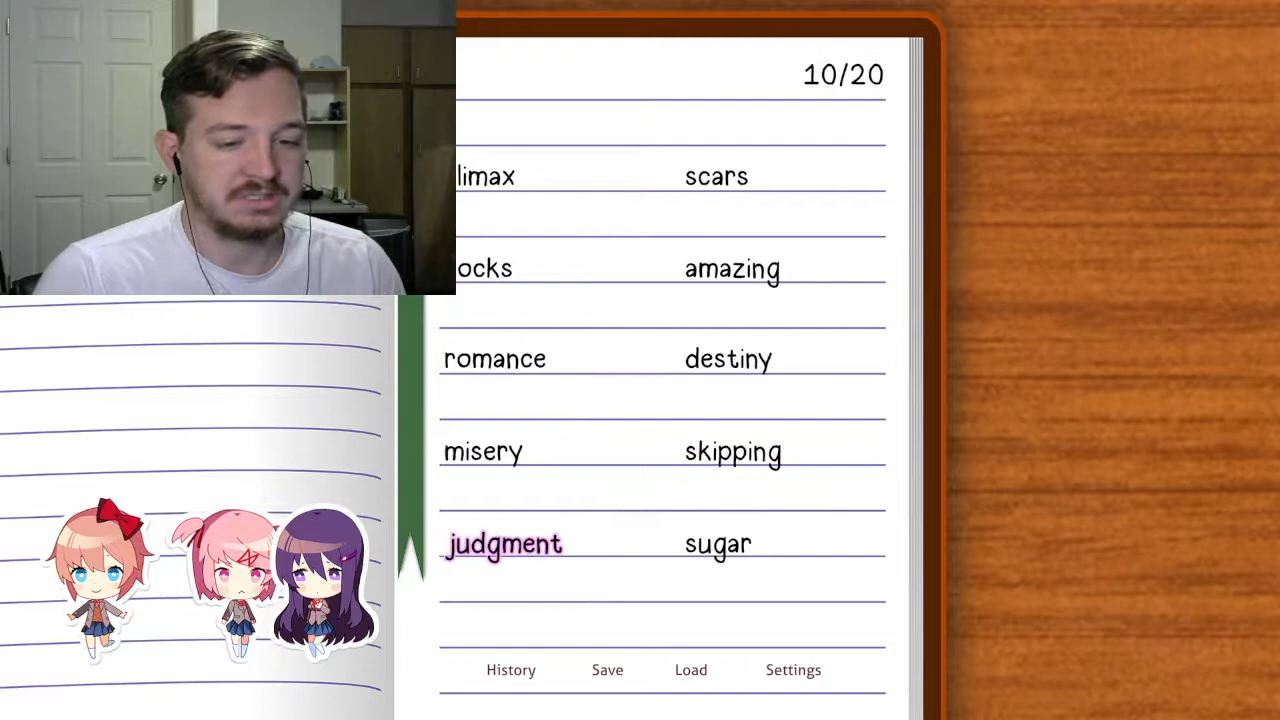 10/20
limax scars
ocks amazing
romance destiny
misery skipping
judgment sugar
History Save Load Settings